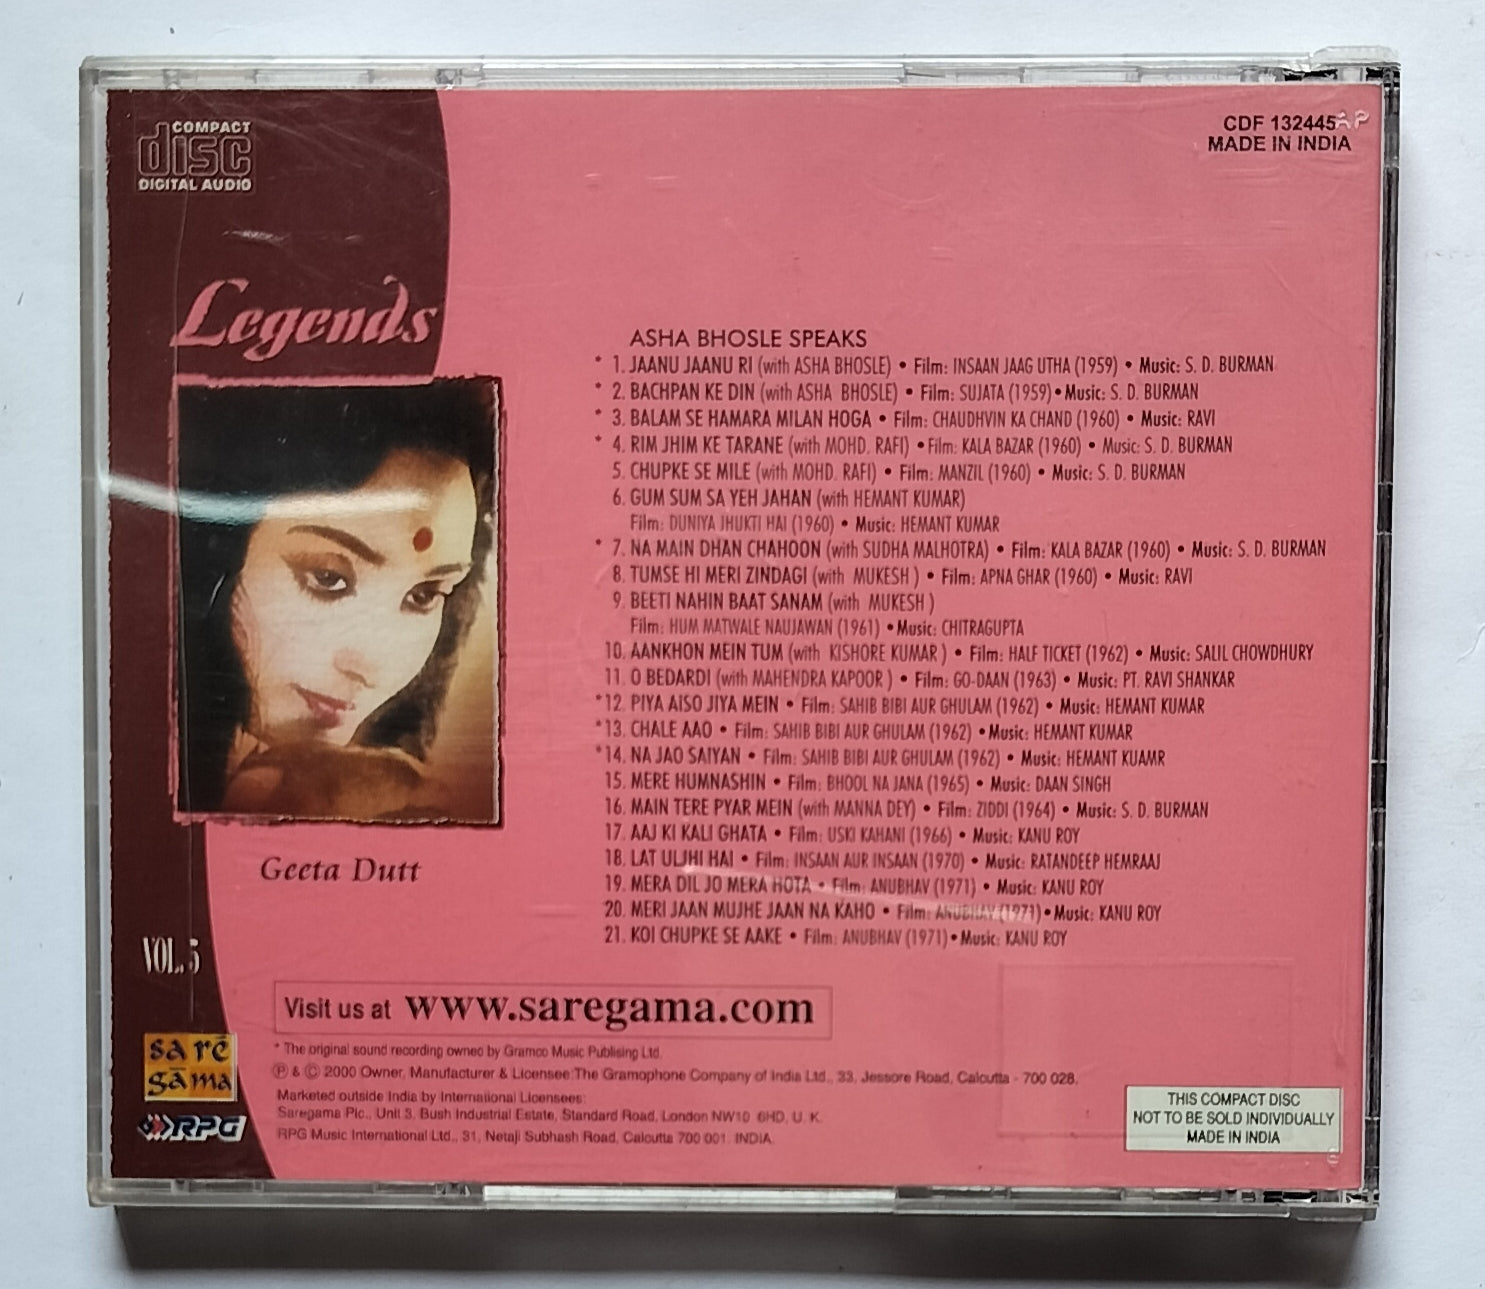 COMPACT
disc
DIGITAL AUDIO
CDF 132445
MADE IN INDIA
Legends
Geeta Dutt
VOL. 5
ASHA BHOSLE SPEAKS
* 1. JAANU JAANU RI (with ASHA BHOSLE) • Film: INSAAN JAAG UTHA (1959) • Music: S. D. BURMAN
* 2. BACHPAN KE DIN (with ASHA BHOSLE) • Film: SUJATA (1959) • Music: S. D. BURMAN
* 3. BALAM SE HAMARA MILAN HOGA • Film: CHAUDHVIN KA CHAND (1960) • Music: RAVI
* 4. RIM JHIM KE TARANE (with MOHD. RAFI) • Film: KALA BAZAR (1960) • Music: S. D. BURMAN
5. CHUPKE SE MILE (with MOHD. RAFI) • Film: MANZIL (1960) • Music: S. D. BURMAN
6. GUM SUM SA YEH JAHAN (with HEMANT KUMAR)
Film: DUNIYA JHUKTI HAI (1960) • Music: HEMANT KUMAR
* 7. NA MAIN DHAN CHAHOON (with SUDHA MALHOTRA) • Film: KALA BAZAR (1960) • Music: S. D. BURMAN
8. TUMSE HI MERI ZINDAGI (with MUKESH ) • Film: APNA GHAR (1960) • Music: RAVI
9. BEETI NAHIN BAAT SANAM (with MUKESH )
Film: HUM MATWALE NAUJAWAN (1961) • Music: CHITRAGUPTA
10. AANKHON MEIN TUM (with KISHORE KUMAR ) • Film: HALF TICKET (1962) • Music: SALIL CHOWDHURY
11. O BEDARDI (with MAHENDRA KAPOOR ) • Film: GO-DAAN (1963) • Music: PT. RAVI SHANKAR
*12. PIYA AISO JIYA MEIN • Film: SAHIB BIBI AUR GHULAM (1962) • Music: HEMANT KUMAR
*13. CHALE AAO • Film: SAHIB BIBI AUR GHULAM (1962) • Music: HEMANT KUMAR
*14. NA JAO SAIYAN • Film: SAHIB BIBI AUR GHULAM (1962) • Music: HEMANT KUAMR
15. MERE HUMNASHIN • Film: BHOOL NA JANA (1965) • Music: DAAN SINGH
16. MAIN TERE PYAR MEIN (with MANNA DEY) • Film: ZIDDI (1964) • Music: S. D. BURMAN
17. AAJ KI KALI GHATA • Film: USKI KAHANI (1966) • Music: KANU ROY
18. LAT ULJHI HAI • Film: INSAAN AUR INSAAN (1970) • Music: RATANDEEP HEMRAAJ
19. MERA DIL JO MERA HOTA • Film: ANUBHAV (1971) • Music: KANU ROY
20. MERI JAAN MUJHE JAAN NA KAHO • Film: ANUBHAV (1971) • Music: KANU ROY
21. KOI CHUPKE SE AAKE • Film: ANUBHAV (1971) • Music: KANU ROY
Visit us at www.saregama.com
* The original sound recording owned by Gramco Music Publising Ltd.
Ⓟ & © 2000 Owner, Manufacturer & Licensee:The Gramophone Company of India Ltd., 33, Jessore Road, Calcutta - 700 028.
Marketed outside India by International Licensees:
Saregama Plc., Unit 3, Bush Industrial Estate, Standard Road, London NW10 6HD, U. K.
RPG Music International Ltd., 31, Netaji Subhash Road, Calcutta 700 001. INDIA
sa rē
gā ma
RPG
THIS COMPACT DISC
NOT TO BE SOLD INDIVIDUALLY
MADE IN INDIA